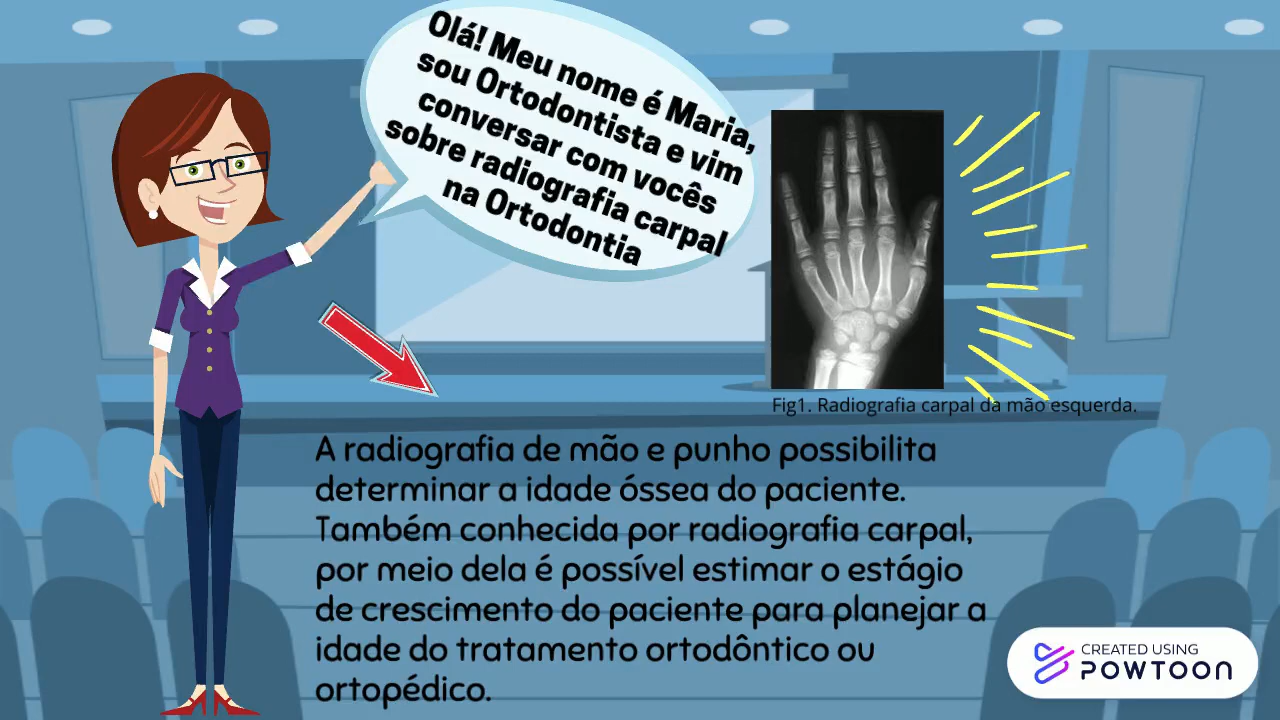 Olá! Meu nome é Maria,
sou Ortodontista e vim
conversar com vocês
sobre radiografia carpal
na Ortodontia
Fig1. Radiografia carpal da mão esquerda.
A radiografia de mão e punho possibilita
determinar a idade óssea do paciente.
Também conhecida por radiografia carpal,
por meio dela é possível estimar o estágio
de crescimento do paciente para planejar a
idade do tratamento ortodôntico ou
ortopédico.
CREATED USING
POWTOON